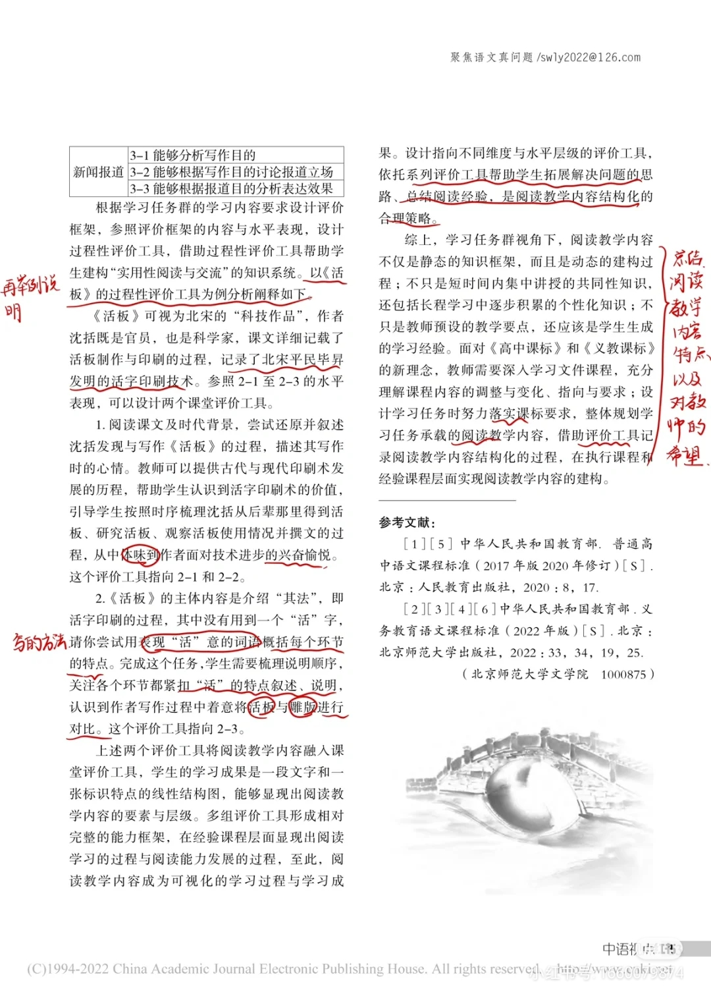 聚焦语文真问题/swly2022@126.com
新闻报道
3-1 能够分析写作目的
3-2 能够根据写作目的讨论报道立场
3-3 能够根据报道目的分析表达效果
根据学习任务群的学习内容要求设计评价
框架，参照评价框架的内容与水平表现，设计
过程性评价工具，借助过程性评价工具帮助学
生建构“实用性阅读与交流”的知识系统。以《活
板》的过程性评价工具为例分析阐释如下。
再举例说
明
《活板》可视为北宋的“科技作品”，作者
沈括既是官员，也是科学家，课文详细记载了
活板制作与印刷的过程，记录了北宋平民毕昇
发明的活字印刷技术。参照 2-1 至 2-3 的水平
表现，可以设计两个课堂评价工具。
1. 阅读课文及时代背景，尝试还原并叙述
沈括发现与写作《活板》的过程，描述其写作
时的心情。教师可以提供古代与现代印刷术发
展的历程，帮助学生认识到活字印刷术的价值，
引导学生按照时序梳理沈括从后辈那里得到活
板、研究活板、观察活板使用情况并撰文的过
程，从中体味到作者面对技术进步的兴奋愉悦。
这个评价工具指向 2-1 和 2-2。
2.《活板》的主体内容是介绍“其法”，即
活字印刷的过程，其中没有用到一个“活”字，
请你尝试用表现“活”意的词语概括每个环节
的特点。完成这个任务，学生需要梳理说明顺序，
关注各个环节都紧扣“活”的特点叙述、说明，
认识到作者写作过程中着意将活板与雕版进行
对比。这个评价工具指向 2-3。
写的方法
上述两个评价工具将阅读教学内容融入课
堂评价工具，学生的学习成果是一段文字和一
张标识特点的线性结构图，能够显现出阅读教
学内容的要素与层级。多组评价工具形成相对
完整的能力框架，在经验课程层面显现出阅读
学习的过程与阅读能力发展的过程，至此，阅
读教学内容成为可视化的学习过程与学习成
果。设计指向不同维度与水平层级的评价工具，
依托系列评价工具帮助学生拓展解决问题的思
路、总结阅读经验，是阅读教学内容结构化的
合理策略。
综上，学习任务群视角下，阅读教学内容
不仅是静态的知识框架，而且是动态的建构过
程；不只是短时间内集中讲授的共同性知识，
还包括长程学习中逐步积累的个性化知识；不
只是教师预设的教学要点，还应该是学生生成
的学习经验。面对《高中课标》和《义教课标》
的新理念，教师需要深入学习文件课程，充分
理解课程内容的调整与变化、指向与要求；设
计学习任务时努力落实课标要求，整体规划学
习任务承载的阅读教学内容，借助评价工具记
录阅读教学内容结构化的过程，在执行课程和
经验课程层面实现阅读教学内容的建构。
总结
阅读
教学
内容
特点
以及
对教
师的
希望
参考文献：
[1][5] 中华人民共和国教育部．普通高
中语文课程标准（2017 年版 2020 年修订）[S].
北京：人民教育出版社，2020：8，17.
[2][3][4][6]中华人民共和国教育部．义
务教育语文课程标准（2022 年版）[S].北京：
北京师范大学出版社，2022：33，34，19，25.
（北京师范大学文学院 1000875）
中语视
(C)1994-2022 China Academic Journal Electronic Publishing House. All rights reserved. http://www.cnki.net
小红书号: 1660079874